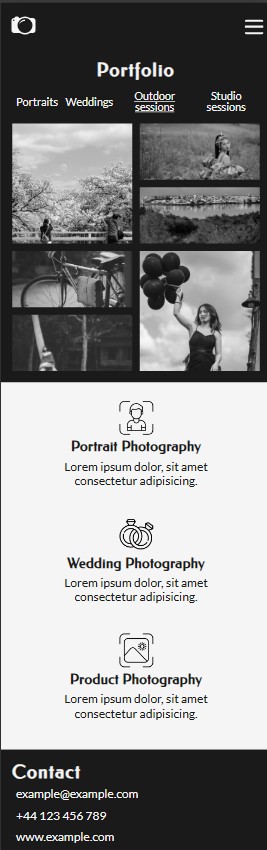 Portfolio
Portraits Weddings Outdoor sessions Studio sessions
Portrait Photography
Lorem ipsum dolor, sit amet
consectetur adipisicing.
Wedding Photography
Lorem ipsum dolor, sit amet
consectetur adipisicing.
Product Photography
Lorem ipsum dolor, sit amet
consectetur adipisicing.
Contact
example@example.com
+44 123 456 789
www.example.com